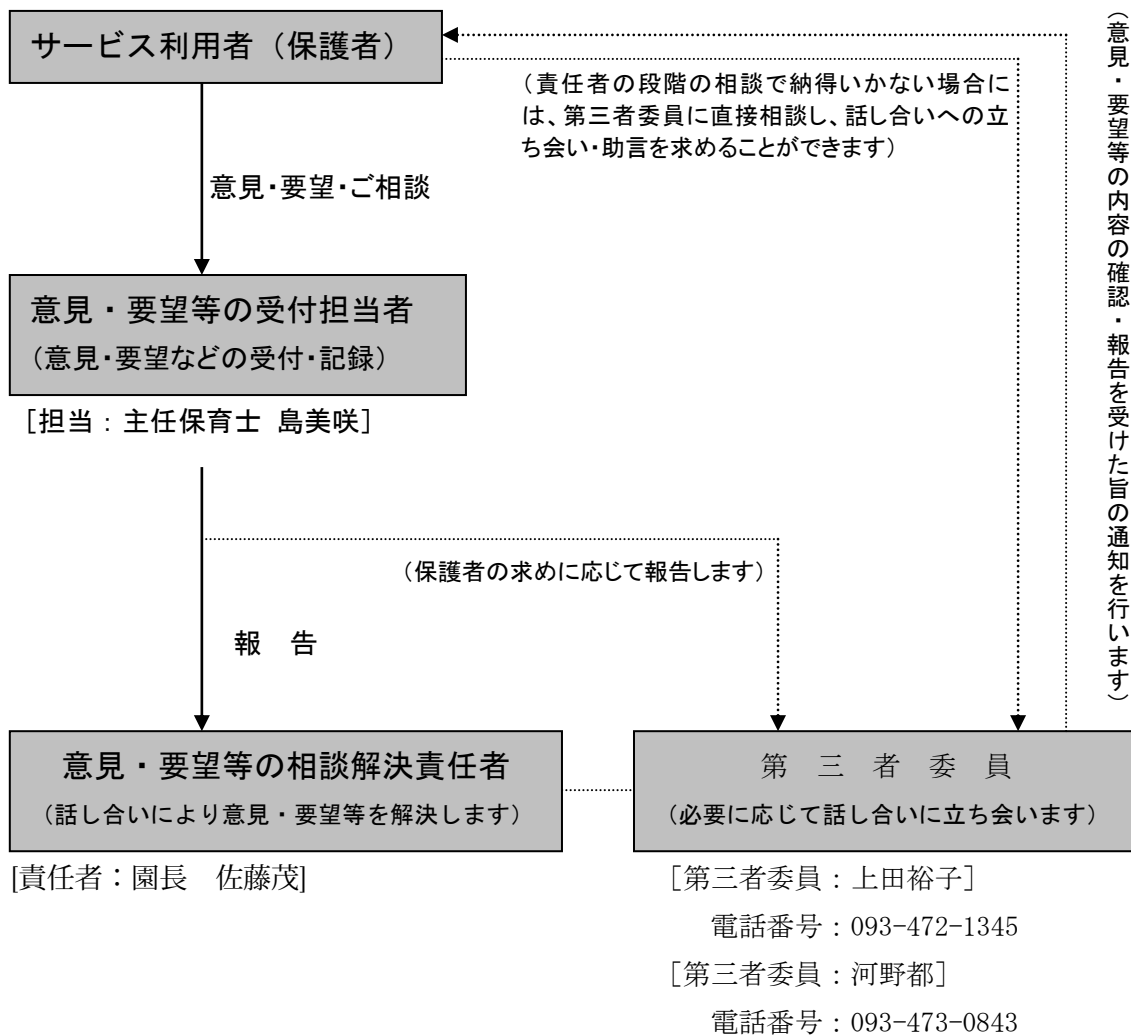 サービス利用者（保護者）
（責任者の段階の相談で納得いかない場合に
は、第三者委員に直接相談し、話し合いへの立
ち会い・助言を求めることができます）
（意見・要望等の内容の確認・報告を受けた旨の通知を行います）
意見・要望・ご相談
意見・要望等の受付担当者
（意見・要望などの受付・記録）
［担当：主任保育士 島美咲］
（保護者の求めに応じて報告します）
報　告
意見・要望等の相談解決責任者
（話し合いにより意見・要望等を解決します）
[責任者：園長　佐藤茂]
第　三　者　委　員
（必要に応じて話し合いに立ち会います）
［第三者委員：上田裕子］
電話番号：093-472-1345
［第三者委員：河野都］
電話番号：093-473-0843